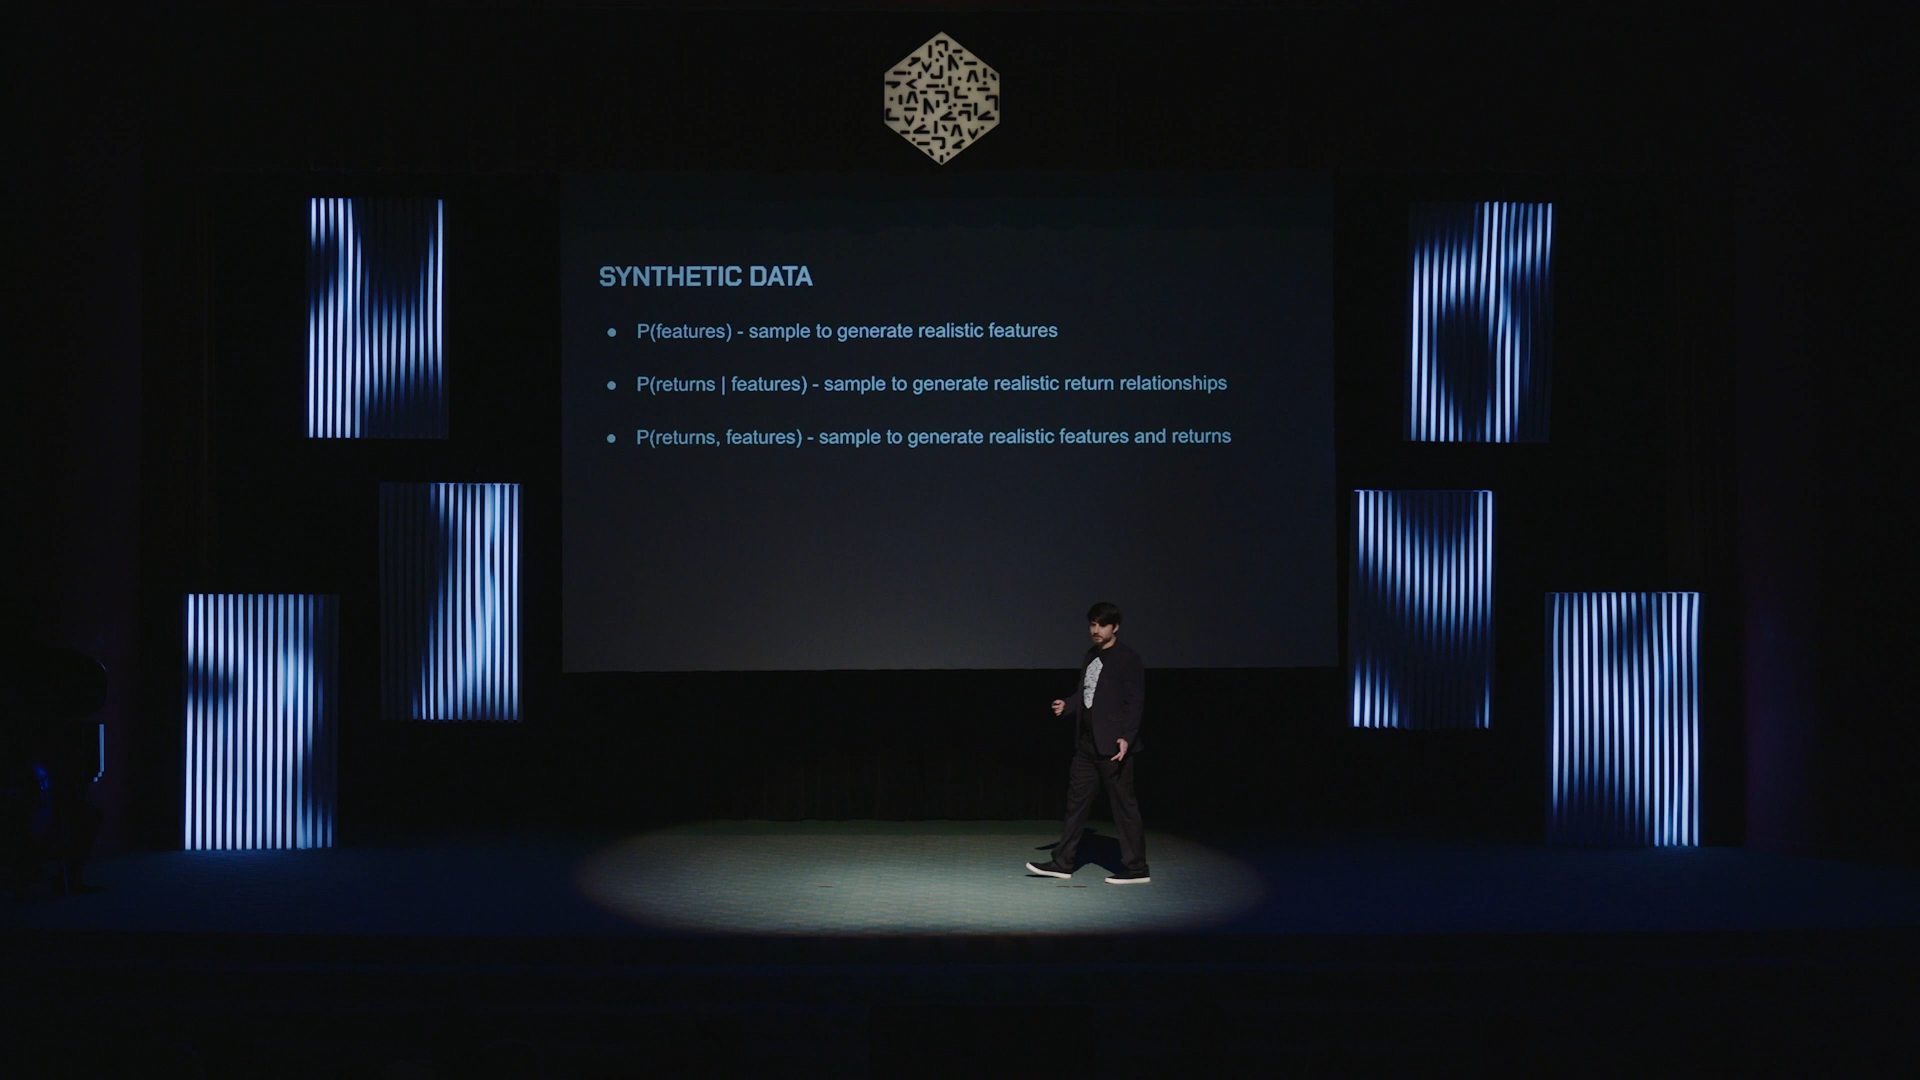 SYNTHETIC DATA
● P(features) - sample to generate realistic features
● P(returns | features) - sample to generate realistic return relationships
● P(returns, features) - sample to generate realistic features and returns